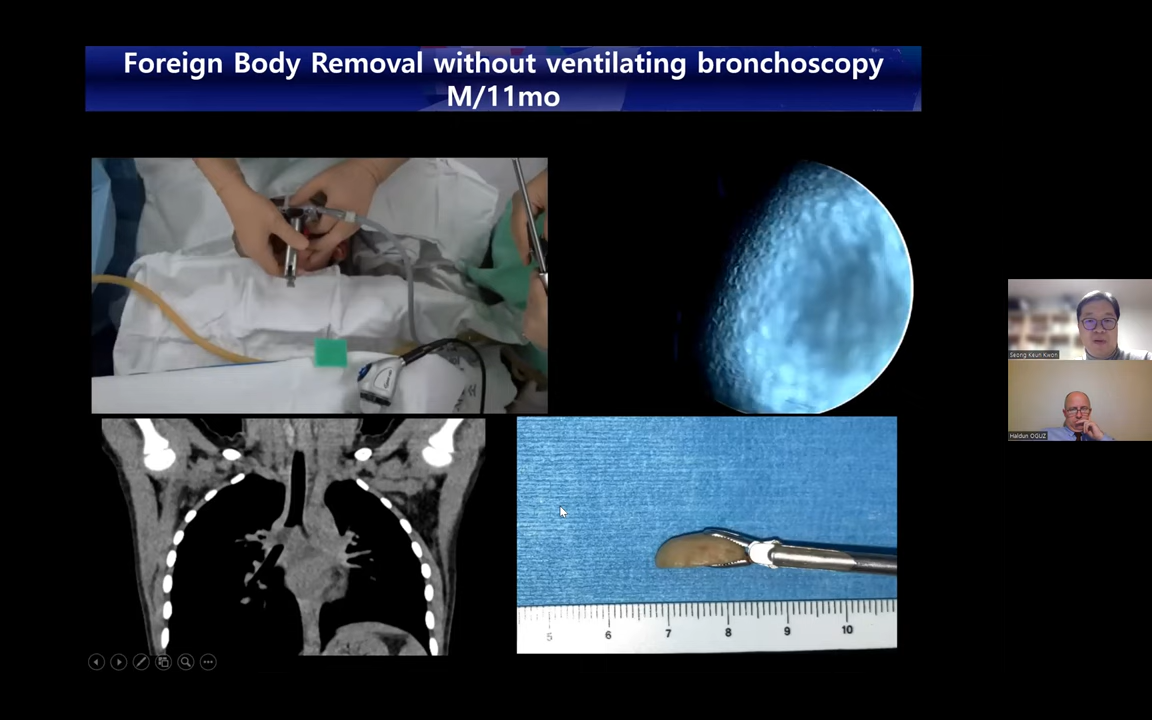 Foreign Body Removal without ventilating bronchoscopy
M/11mo
Seong Keun Kwon
Haldun OGUZ
5 6 7 8 9 10